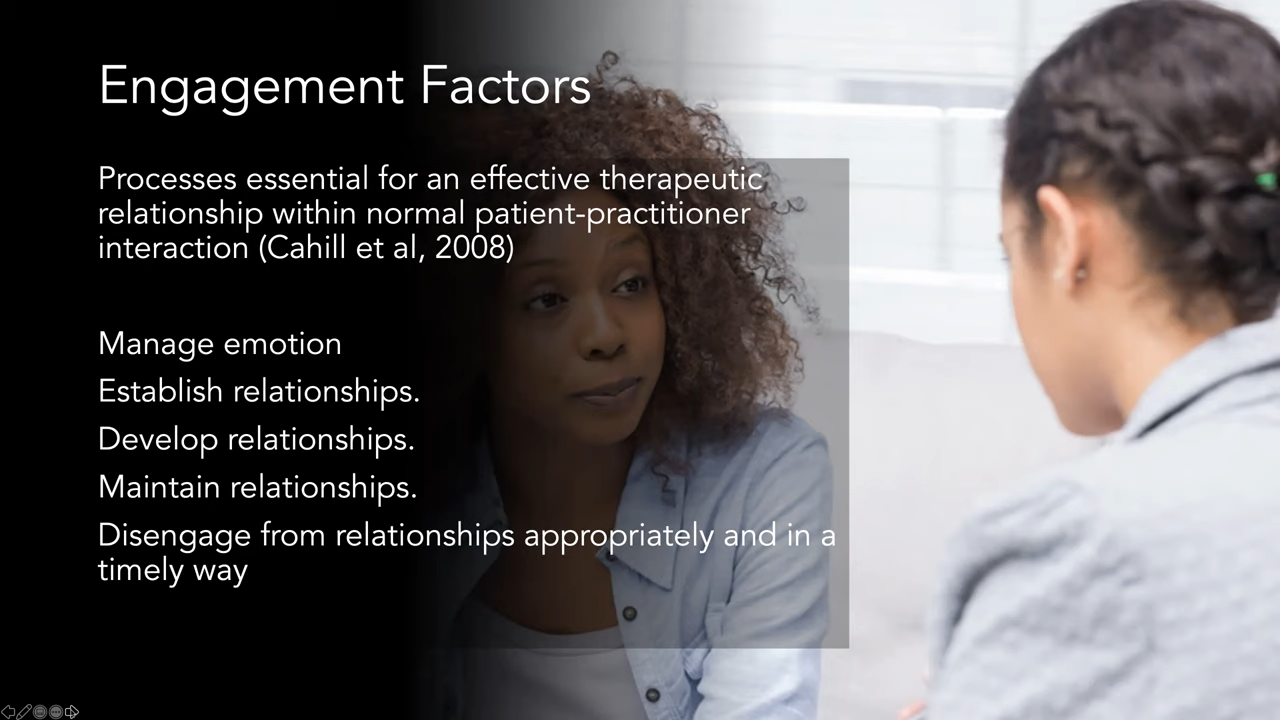 Engagement Factors
Processes essential for an effective therapeutic
relationship within normal patient-practitioner
interaction (Cahill et al, 2008)
Manage emotion
Establish relationships.
Develop relationships.
Maintain relationships.
Disengage from relationships appropriately and in a
timely way